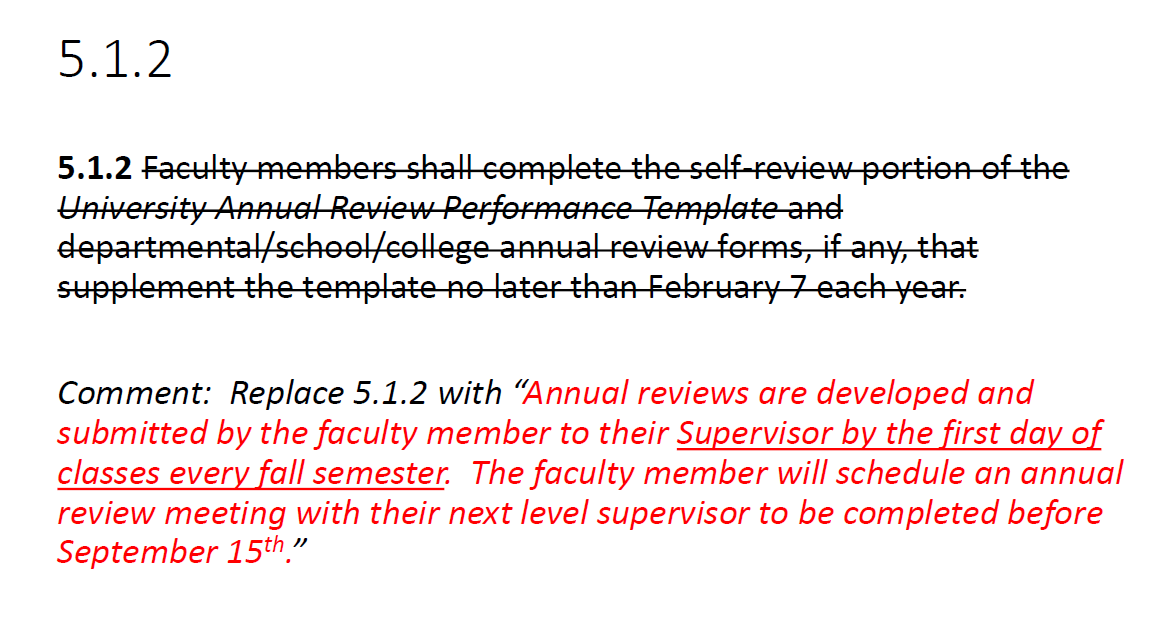 5.1.2
5.1.2 Faculty members shall complete the self-review portion of the
University Annual Review Performance Template and
departmental/school/college annual review forms, if any, that
supplement the template no later than February 7 each year.
Comment:  Replace 5.1.2 with “Annual reviews are developed and
submitted by the faculty member to their Supervisor by the first day of
classes every fall semester.  The faculty member will schedule an annual
review meeting with their next level supervisor to be completed before
September 15th.”